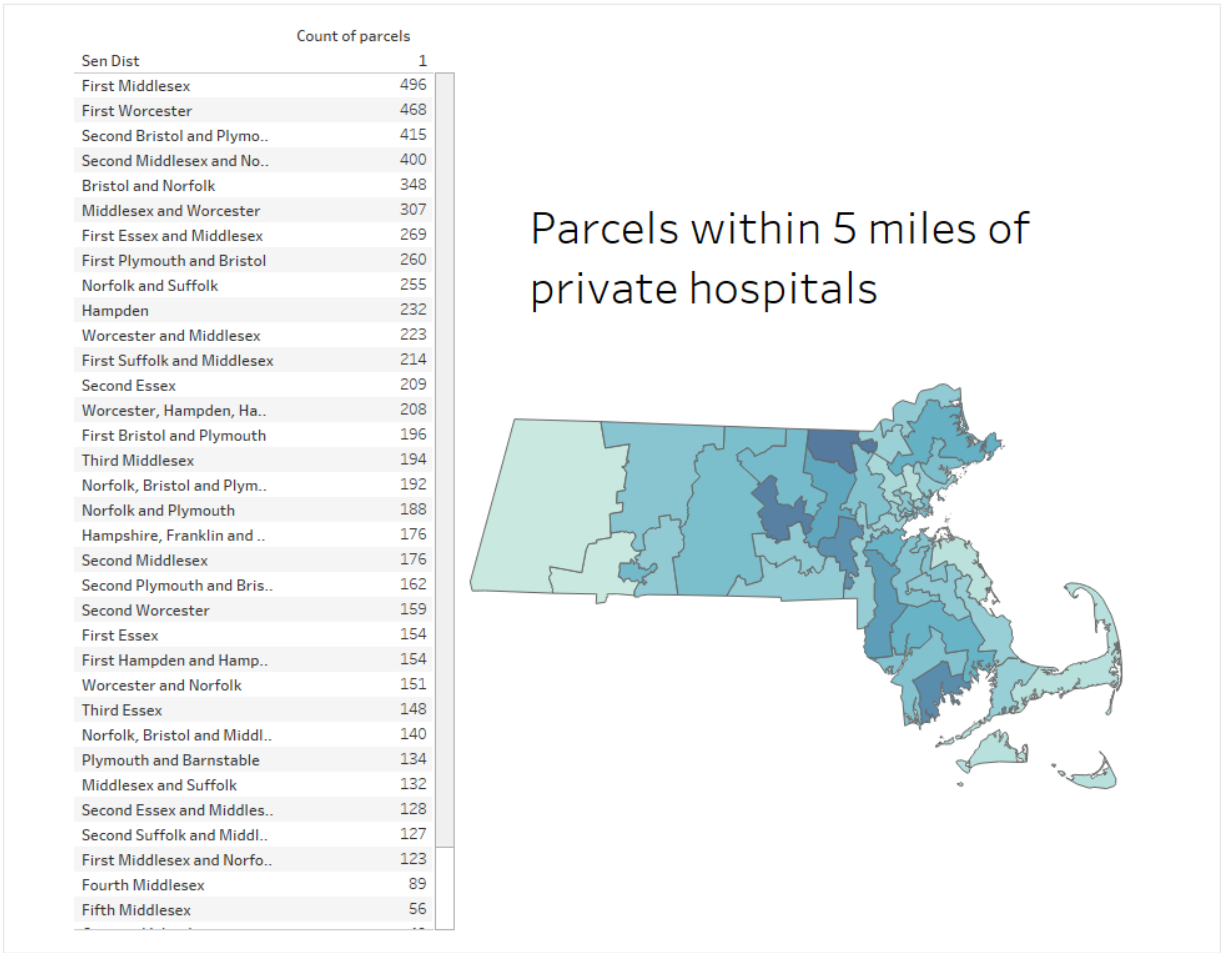 Count of parcels
Sen Dist 1
First Middlesex 496
First Worcester 468
Second Bristol and Plymo.. 415
Second Middlesex and No.. 400
Bristol and Norfolk 348
Middlesex and Worcester 307
First Essex and Middlesex 269
First Plymouth and Bristol 260
Norfolk and Suffolk 255
Hampden 232
Worcester and Middlesex 223
First Suffolk and Middlesex 214
Second Essex 209
Worcester, Hampden, Ha.. 208
First Bristol and Plymouth 196
Third Middlesex 194
Norfolk, Bristol and Plym.. 192
Norfolk and Plymouth 188
Hampshire, Franklin and .. 176
Second Middlesex 176
Second Plymouth and Bris.. 162
Second Worcester 159
First Essex 154
First Hampden and Hamp.. 154
Worcester and Norfolk 151
Third Essex 148
Norfolk, Bristol and Middl.. 140
Plymouth and Barnstable 134
Middlesex and Suffolk 132
Second Essex and Middles.. 128
Second Suffolk and Middl.. 127
First Middlesex and Norfo.. 123
Fourth Middlesex 89
Fifth Middlesex 56
Parcels within 5 miles of
private hospitals